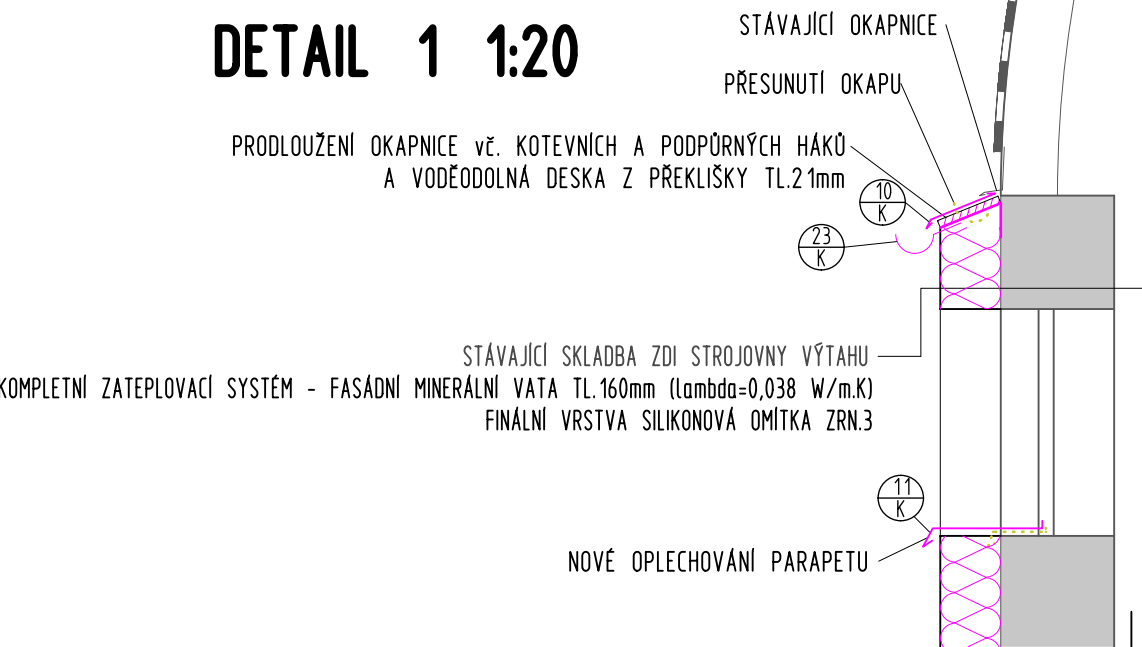 DETAIL 1 1:20
STÁVAJÍCÍ OKAPNICE
PŘESUNUTÍ OKAPU
PRODLOUŽENÍ OKAPNICE vč. KOTEVNÍCH A PODPŮRNÝCH HÁKŮ
A VODĚODOLNÁ DESKA Z PŘEKLIŠKY TL.21mm
10
K
23
K
STÁVAJÍCÍ SKLADBA ZDI STROJOVNY VÝTAHU
KOMPLETNÍ ZATEPLOVACÍ SYSTÉM - FASÁDNÍ MINERÁLNÍ VATA TL.160mm (lambda=0,038 W/m.K)
FINÁLNÍ VRSTVA SILIKONOVÁ OMÍTKA ZRN.3
11
K
NOVÉ OPLECHOVÁNÍ PARAPETU